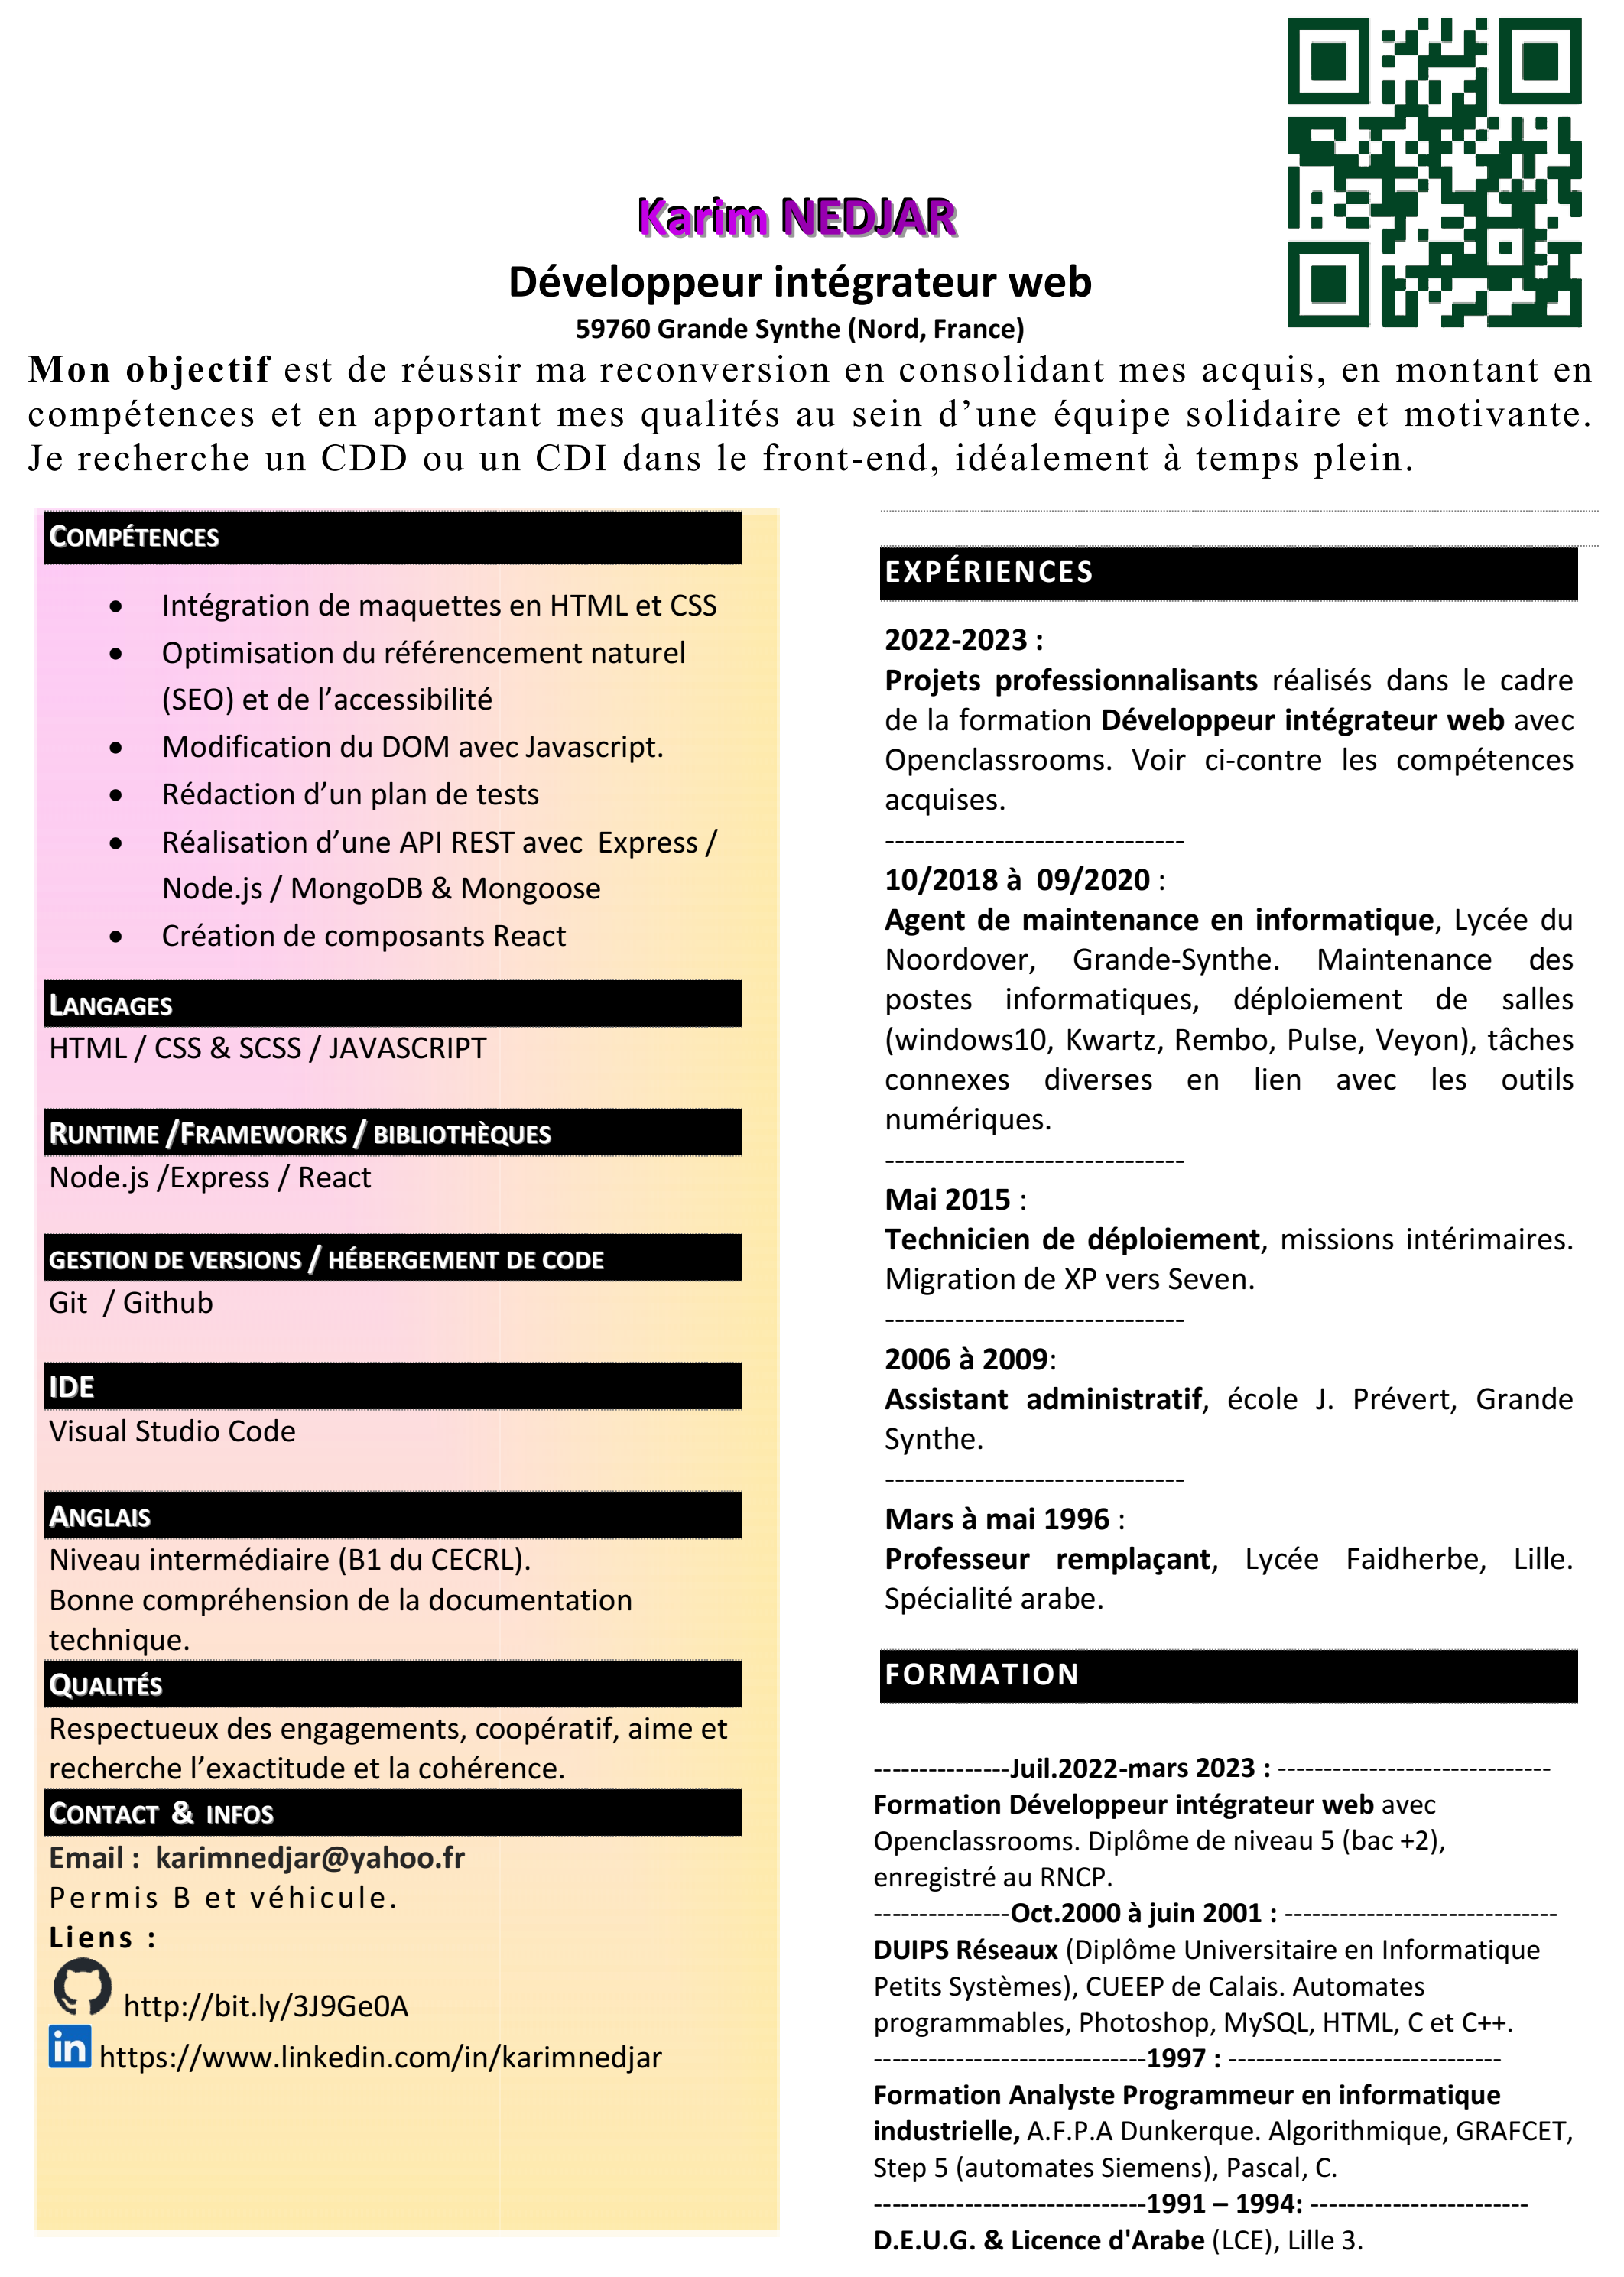 Karim NEDJAR
Développeur intégrateur web
59760 Grande Synthe (Nord, France)
Mon objectif est de réussir ma reconversion en consolidant mes acquis, en montant en
compétences et en apportant mes qualités au sein d’une équipe solidaire et motivante.
Je recherche un CDD ou un CDI dans le front-end, idéalement à temps plein.
COMPÉTENCES
• Intégration de maquettes en HTML et CSS
• Optimisation du référencement naturel
(SEO) et de l’accessibilité
• Modification du DOM avec Javascript.
• Rédaction d’un plan de tests
• Réalisation d’une API REST avec  Express /
Node.js / MongoDB & Mongoose
• Création de composants React
LANGAGES
HTML / CSS & SCSS / JAVASCRIPT
RUNTIME /FRAMEWORKS / BIBLIOTHÈQUES
Node.js /Express / React
GESTION DE VERSIONS / HÉBERGEMENT DE CODE
Git  / Github
IDE
Visual Studio Code
ANGLAIS
Niveau intermédiaire (B1 du CECRL).
Bonne compréhension de la documentation
technique.
QUALITÉS
Respectueux des engagements, coopératif, aime et
recherche l’exactitude et la cohérence.
CONTACT & INFOS
Email :  karimnedjar@yahoo.fr
Permis B et véhicule.
Liens :
http://bit.ly/3J9Ge0A
in https://www.linkedin.com/in/karimnedjar
EXPÉRIENCES
2022-2023 :
Projets professionnalisants réalisés dans le cadre
de la formation Développeur intégrateur web avec
Openclassrooms. Voir ci-contre les compétences
acquises.
------------------------------
10/2018 à  09/2020 :
Agent de maintenance en informatique, Lycée du
Noordover, Grande-Synthe. Maintenance des
postes informatiques, déploiement de salles
(windows10, Kwartz, Rembo, Pulse, Veyon), tâches
connexes diverses en lien avec les outils
numériques.
------------------------------
Mai 2015 :
Technicien de déploiement, missions intérimaires.
Migration de XP vers Seven.
------------------------------
2006 à 2009:
Assistant administratif, école J. Prévert, Grande
Synthe.
------------------------------
Mars à mai 1996 :
Professeur remplaçant, Lycée Faidherbe, Lille.
Spécialité arabe.
FORMATION
---------------Juil.2022-mars 2023 : ------------------------------
Formation Développeur intégrateur web avec
Openclassrooms. Diplôme de niveau 5 (bac +2),
enregistré au RNCP.
---------------Oct.2000 à juin 2001 : ------------------------------
DUIPS Réseaux (Diplôme Universitaire en Informatique
Petits Systèmes), CUEEP de Calais. Automates
programmables, Photoshop, MySQL, HTML, C et C++.
------------------------------1997 : ------------------------------
Formation Analyste Programmeur en informatique
industrielle, A.F.P.A Dunkerque. Algorithmique, GRAFCET,
Step 5 (automates Siemens), Pascal, C.
------------------------------1991 – 1994: ------------------------
D.E.U.G. & Licence d'Arabe (LCE), Lille 3.